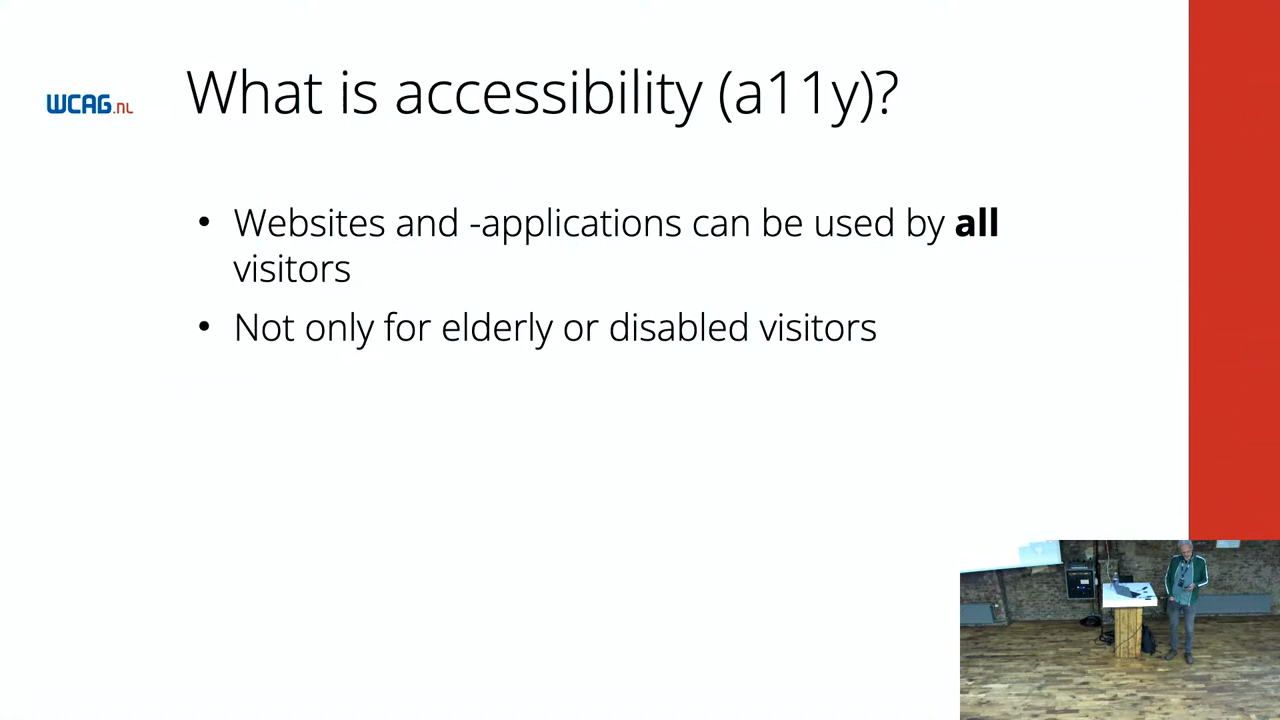 What is accessibility (a11y)?
WCAG.NL
• Websites and -applications can be used by all
visitors
• Not only for elderly or disabled visitors